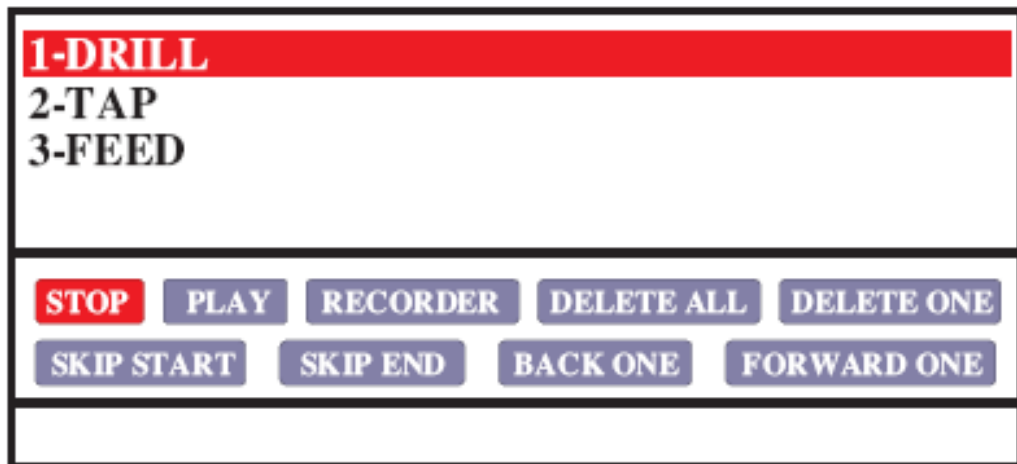 1-DRILL
2-TAP
3-FEED
STOP PLAY RECORDER DELETE ALL DELETE ONE
SKIP START SKIP END BACK ONE FORWARD ONE